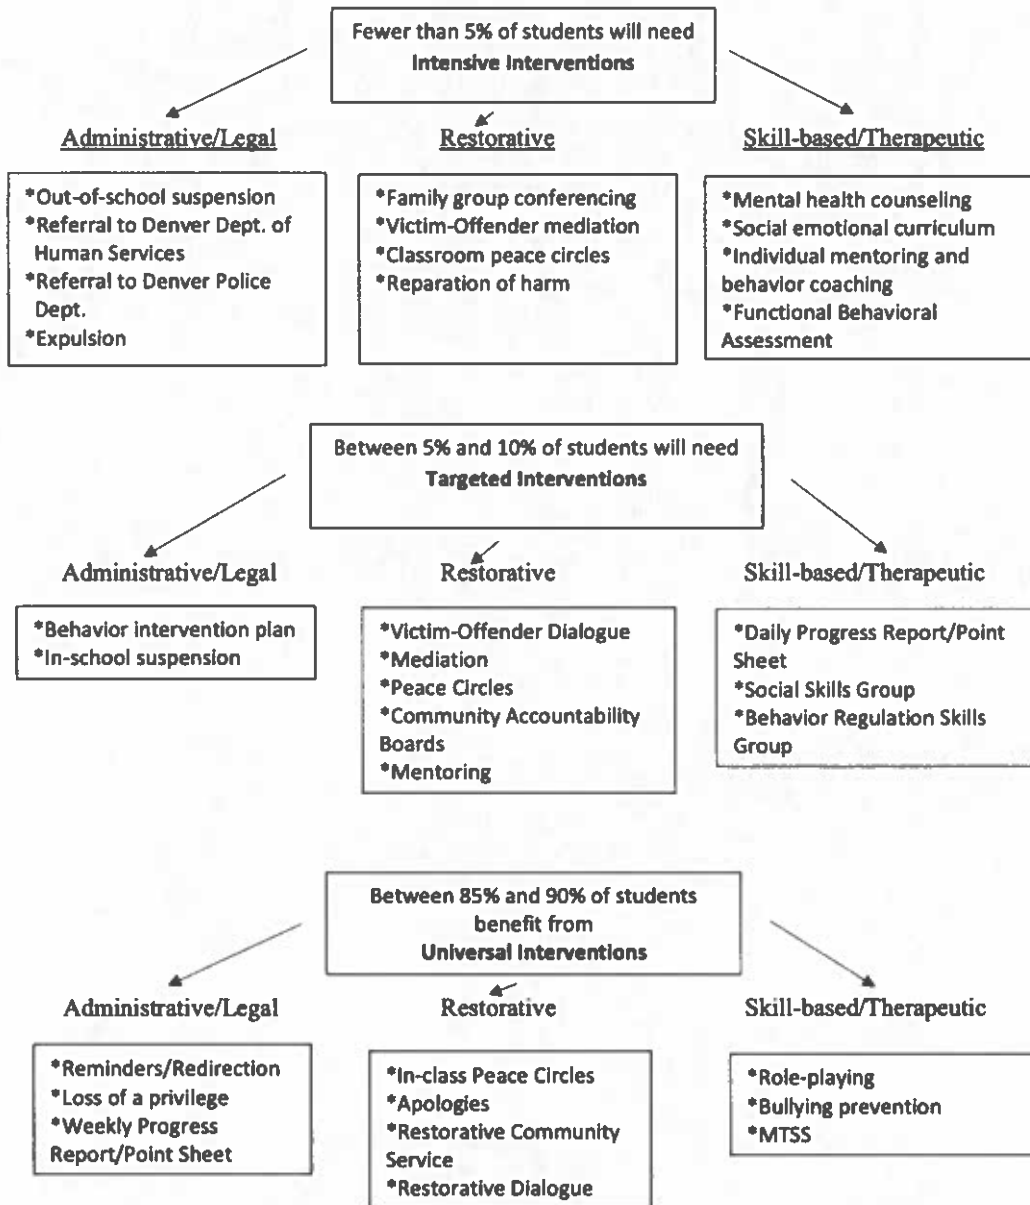 Fewer than 5% of students will need
Intensive Interventions
Administrative/Legal
*Out-of-school suspension
*Referral to Denver Dept. of
Human Services
*Referral to Denver Police
Dept.
*Expulsion
Restorative
*Family group conferencing
*Victim-Offender mediation
*Classroom peace circles
*Reparation of harm
Skill-based/Therapeutic
*Mental health counseling
*Social emotional curriculum
*Individual mentoring and
behavior coaching
*Functional Behavioral
Assessment
Between 5% and 10% of students will need
Targeted Interventions
Administrative/Legal
*Behavior intervention plan
*In-school suspension
Restorative
*Victim-Offender Dialogue
*Mediation
*Peace Circles
*Community Accountability
Boards
*Mentoring
Skill-based/Therapeutic
*Daily Progress Report/Point
Sheet
*Social Skills Group
*Behavior Regulation Skills
Group
Between 85% and 90% of students
benefit from
Universal Interventions
Administrative/Legal
*Reminders/Redirection
*Loss of a privilege
*Weekly Progress
Report/Point Sheet
Restorative
*In-class Peace Circles
*Apologies
*Restorative Community
Service
*Restorative Dialogue
Skill-based/Therapeutic
*Role-playing
*Bullying prevention
*MTSS